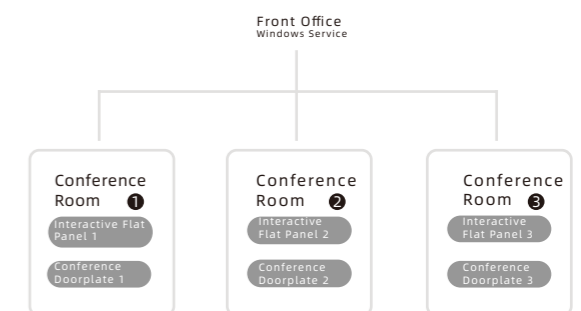 Front Office
Windows Service
Conference
Room ❶
Interactive Flat
Panel 1
Conference
Doorplate 1
Conference
Room ❷
Interactive
Flat Panel 2
Conference
Doorplate 2
Conference
Room ❸
Interactive
Flat Panel 3
Conference
Doorplate 3